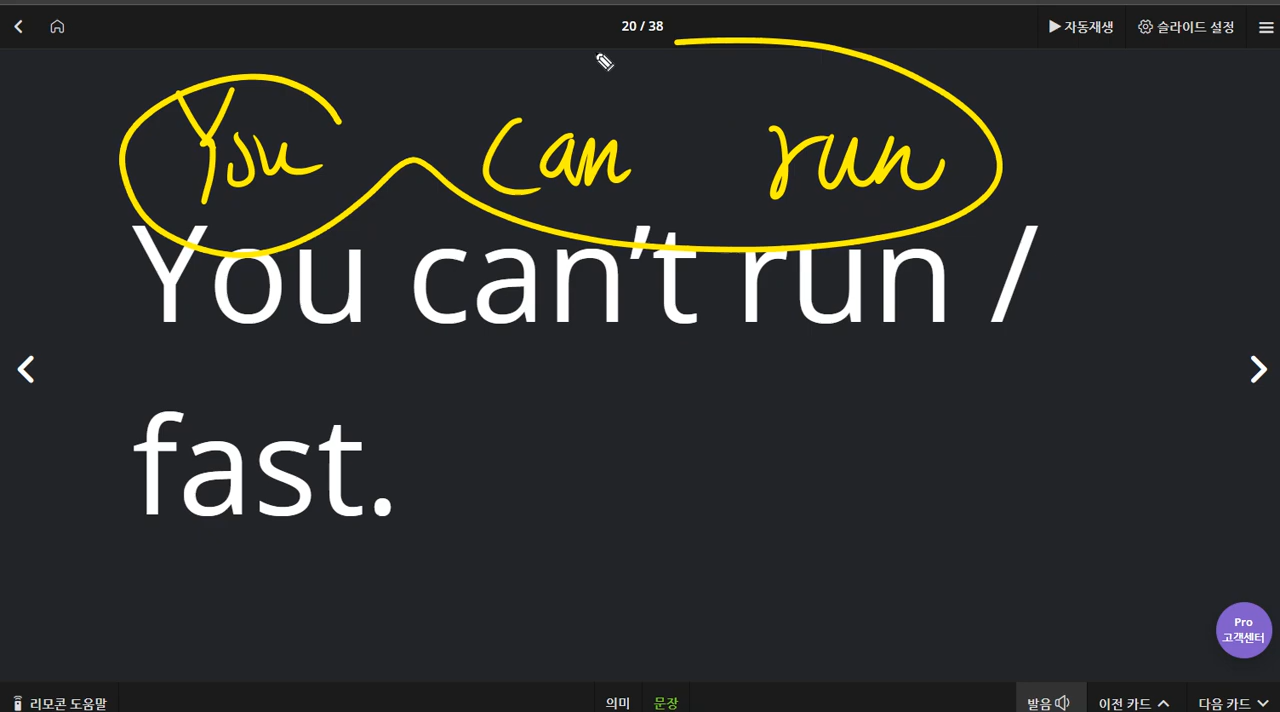 20 / 38
자동재생
슬라이드 설정
You can run
You can't run /
fast.
Pro
고객센터
리모콘 도움말
의미
문장
발음
이전 카드
다음 카드